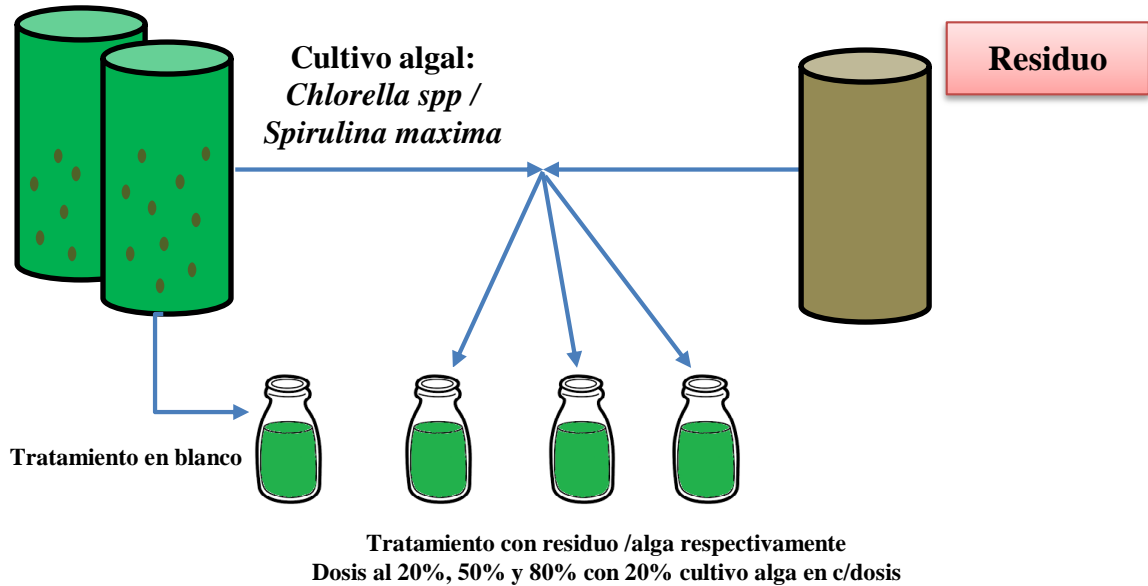 Cultivo algal:
Chlorella spp /
Spirulina maxima
Residuo
Tratamiento en blanco
Tratamiento con residuo /alga respectivamente
Dosis al 20%, 50% y 80% con 20% cultivo alga en c/dosis